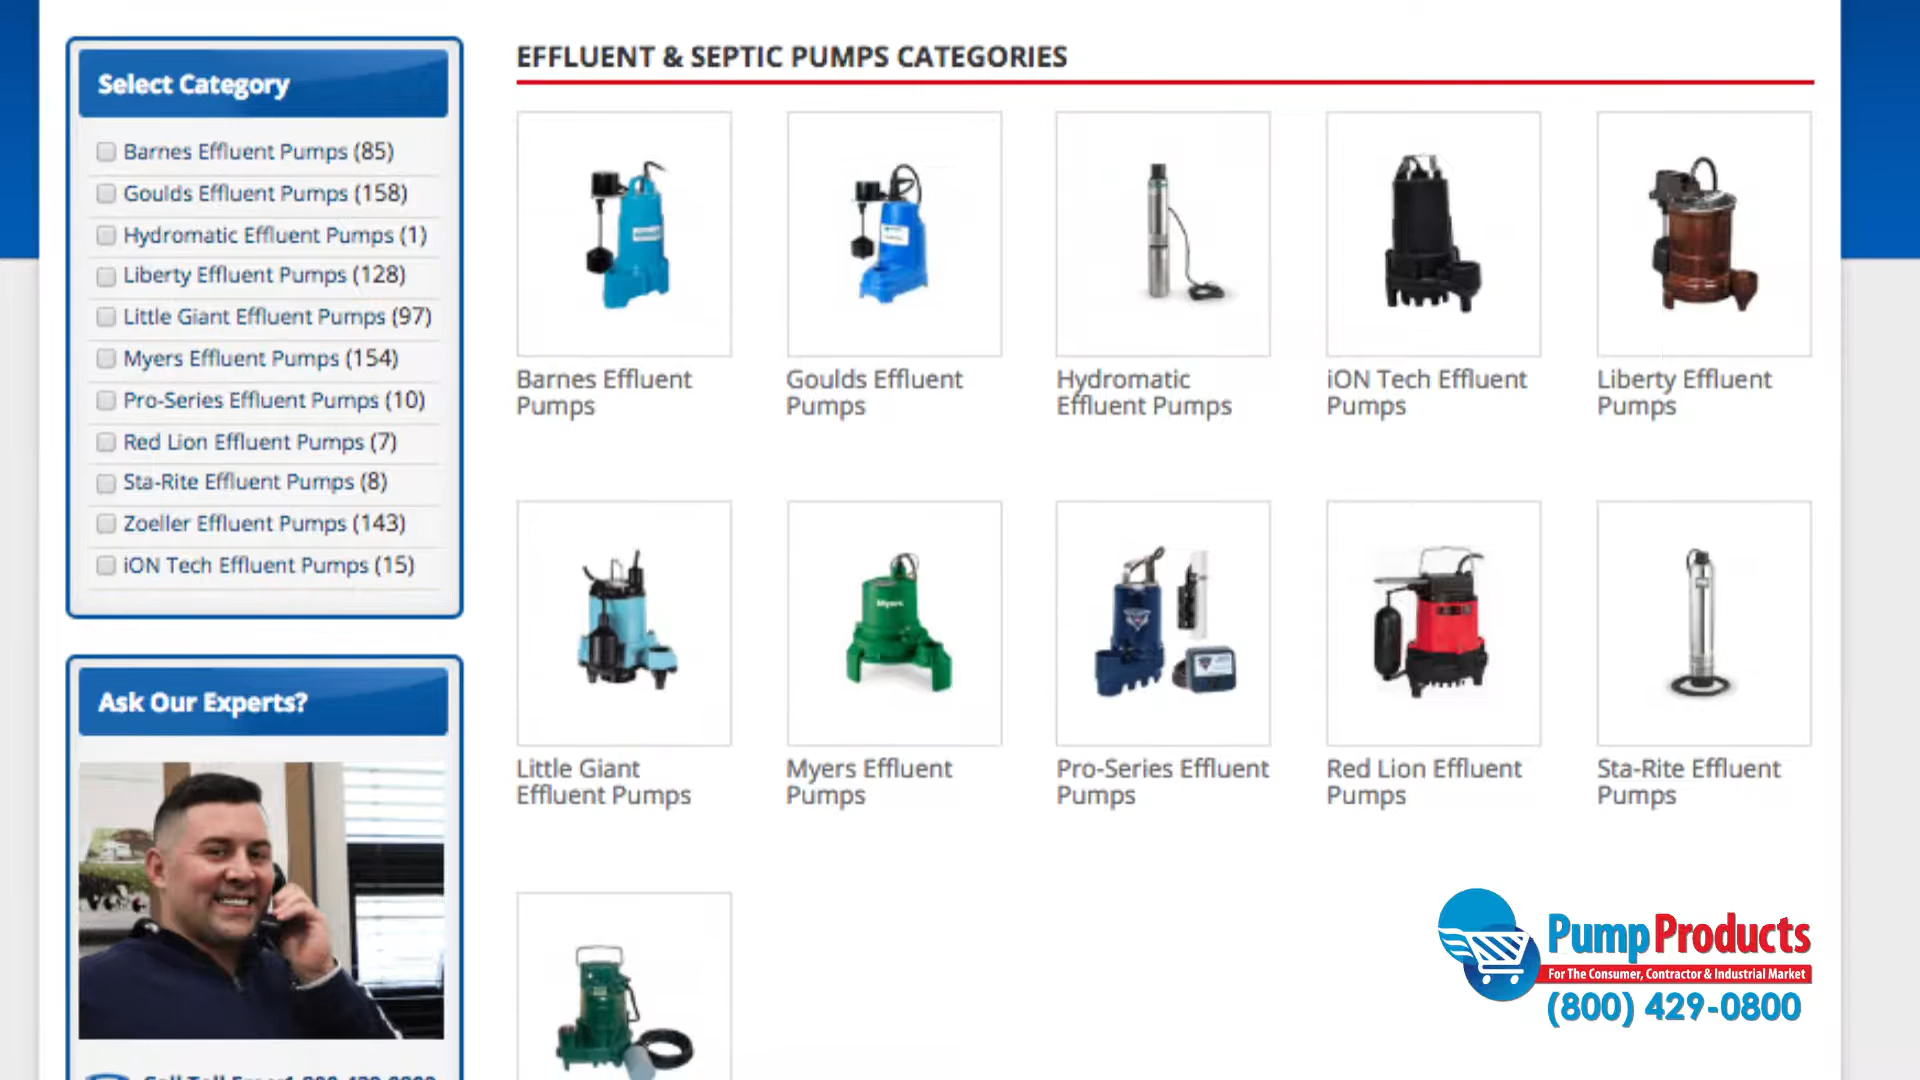 Select Category
Barnes Effluent Pumps (85)
Goulds Effluent Pumps (158)
Hydromatic Effluent Pumps (1)
Liberty Effluent Pumps (128)
Little Giant Effluent Pumps (97)
Myers Effluent Pumps (154)
Pro-Series Effluent Pumps (10)
Red Lion Effluent Pumps (7)
Sta-Rite Effluent Pumps (8)
Zoeller Effluent Pumps (143)
iON Tech Effluent Pumps (15)
Ask Our Experts?
EFFLUENT & SEPTIC PUMPS CATEGORIES
Barnes Effluent
Pumps
Goulds Effluent
Pumps
Hydromatic
Effluent Pumps
iON Tech Effluent
Pumps
Liberty Effluent
Pumps
Myers
Little Giant
Effluent Pumps
Myers Effluent
Pumps
Pro-Series Effluent
Pumps
Red Lion Effluent
Pumps
Sta-Rite Effluent
Pumps
PumpProducts
For The Consumer, Contractor & Industrial Market
(800) 429-0800